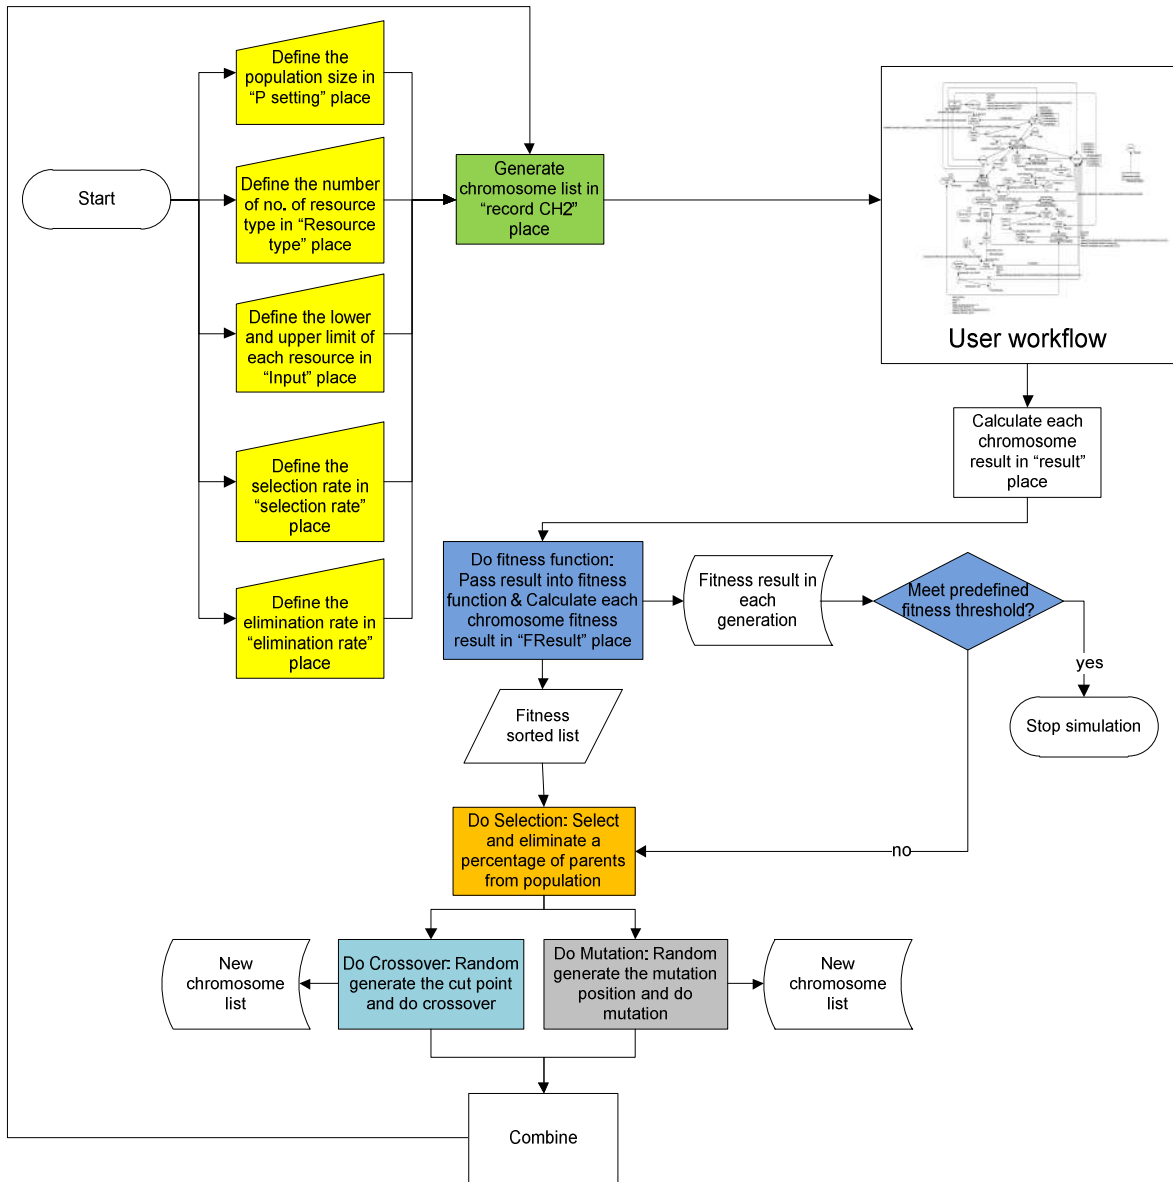 Define the
population size in
“P setting” place
Start
Define the number
of no. of resource
type in “Resource
type” place
Generate
chromosome list in
“record CH2”
place
Define the lower
and upper limit of
each resource in
“Input” place
User workflow
Define the
selection rate in
“selection rate”
place
Calculate each
chromosome
result in “result”
place
Define the
elimination rate in
“elimination rate”
place
Do fitness function:
Pass result into fitness
function & Calculate each
chromosome fitness
result in “FResult” place
Fitness result in
each
generation
Meet predefined
fitness threshold?
yes
Stop simulation
Fitness
sorted list
Do Selection: Select
and eliminate a
percentage of parents
from population
no
New
chromosome
list
Do Crossover: Random
generate the cut point
and do crossover
Do Mutation: Random
generate the mutation
position and do
mutation
New
chromosome
list
Combine